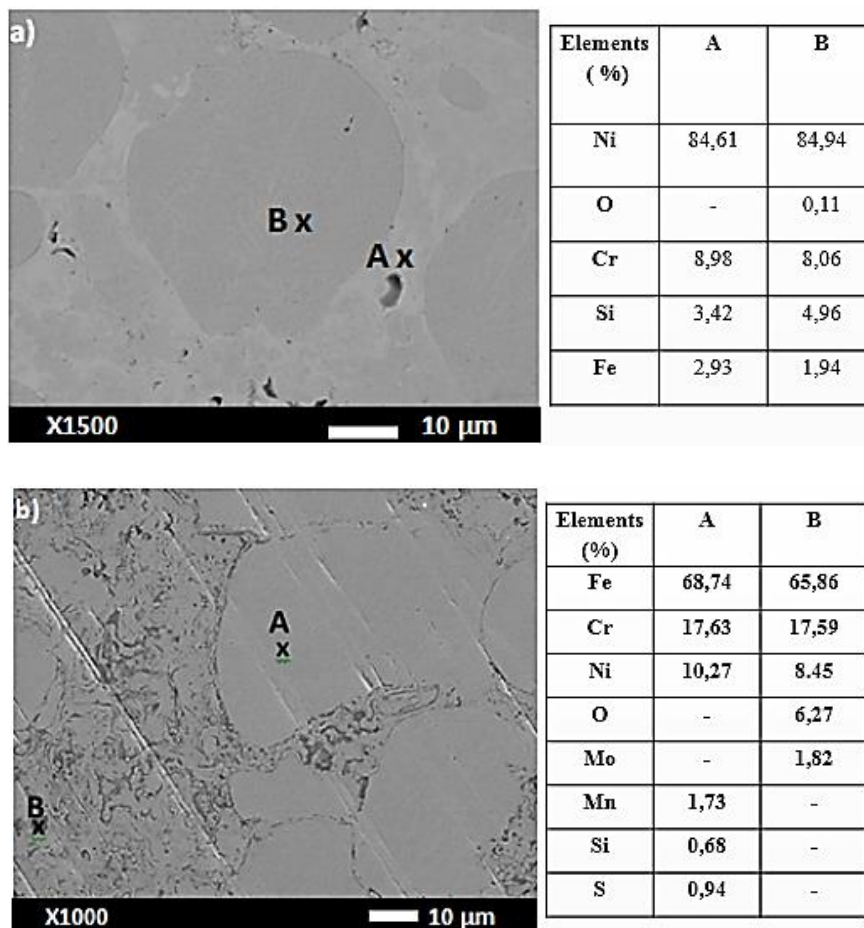 a)
B x
A x
X1500 10 µm
Elements ( %) A B
Ni 84,61 84,94
O - 0,11
Cr 8,98 8,06
Si 3,42 4,96
Fe 2,93 1,94
b)
A
x
B
x
X1000 10 µm
Elements (%) A B
Fe 68,74 65,86
Cr 17,63 17,59
Ni 10,27 8.45
O - 6,27
Mo - 1,82
Mn 1,73 -
Si 0,68 -
S 0,94 -